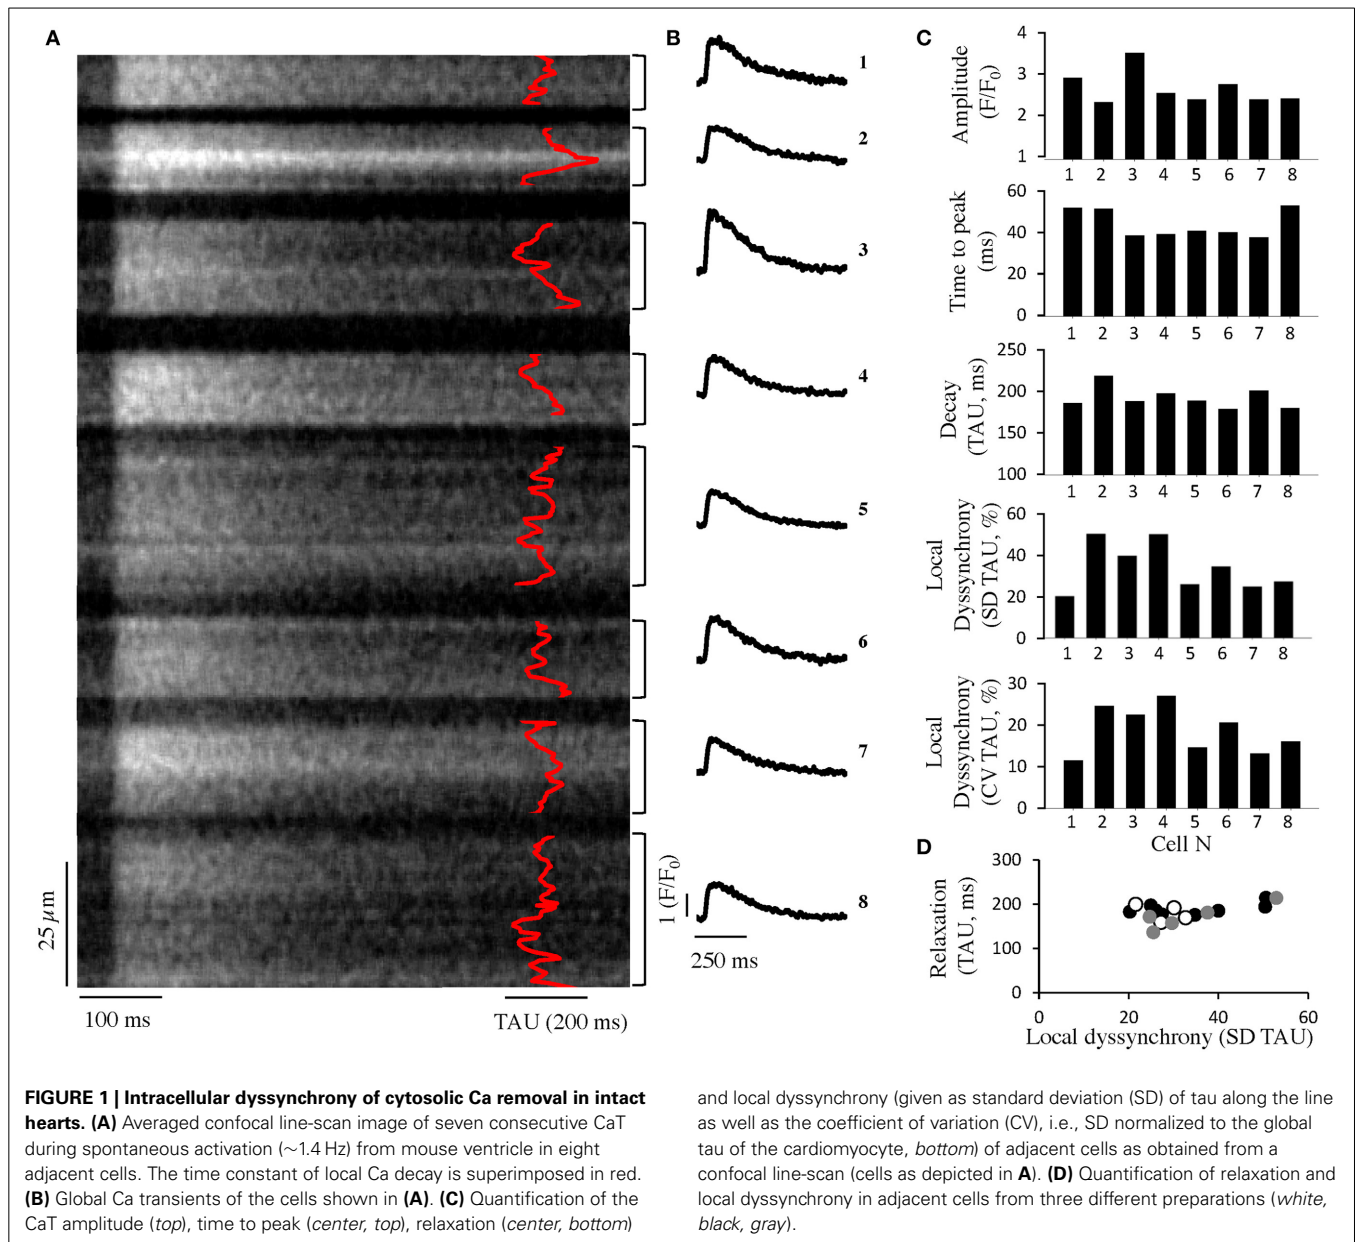 A
25 µm
100 ms
TAU (200 ms)
B
1
2
3
4
5
6
7
8
1 (F/F0)
250 ms
C
Amplitude
(F/F0)
4
3
2
1
1 2 3 4 5 6 7 8
Time to peak
(ms)
60
40
20
0
1 2 3 4 5 6 7 8
Decay
(TAU, ms)
250
200
150
100
1 2 3 4 5 6 7 8
Local
Dyssynchrony
(SD TAU, %)
60
40
20
0
1 2 3 4 5 6 7 8
Local
Dyssynchrony
(CV TAU, %)
30
20
10
0
1 2 3 4 5 6 7 8
Cell N
D
Relaxation
(TAU, ms)
300
200
100
0
0 20 40 60
Local dyssynchrony (SD TAU)
FIGURE 1 | Intracellular dyssynchrony of cytosolic Ca removal in intact
hearts. (A) Averaged confocal line-scan image of seven consecutive CaT
during spontaneous activation (∼1.4 Hz) from mouse ventricle in eight
adjacent cells. The time constant of local Ca decay is superimposed in red.
(B) Global Ca transients of the cells shown in (A). (C) Quantification of the
CaT amplitude (top), time to peak (center, top), relaxation (center, bottom)
and local dyssynchrony (given as standard deviation (SD) of tau along the line
as well as the coefficient of variation (CV), i.e., SD normalized to the global
tau of the cardiomyocyte, bottom) of adjacent cells as obtained from a
confocal line-scan (cells as depicted in A). (D) Quantification of relaxation and
local dyssynchrony in adjacent cells from three different preparations (white,
black, gray).